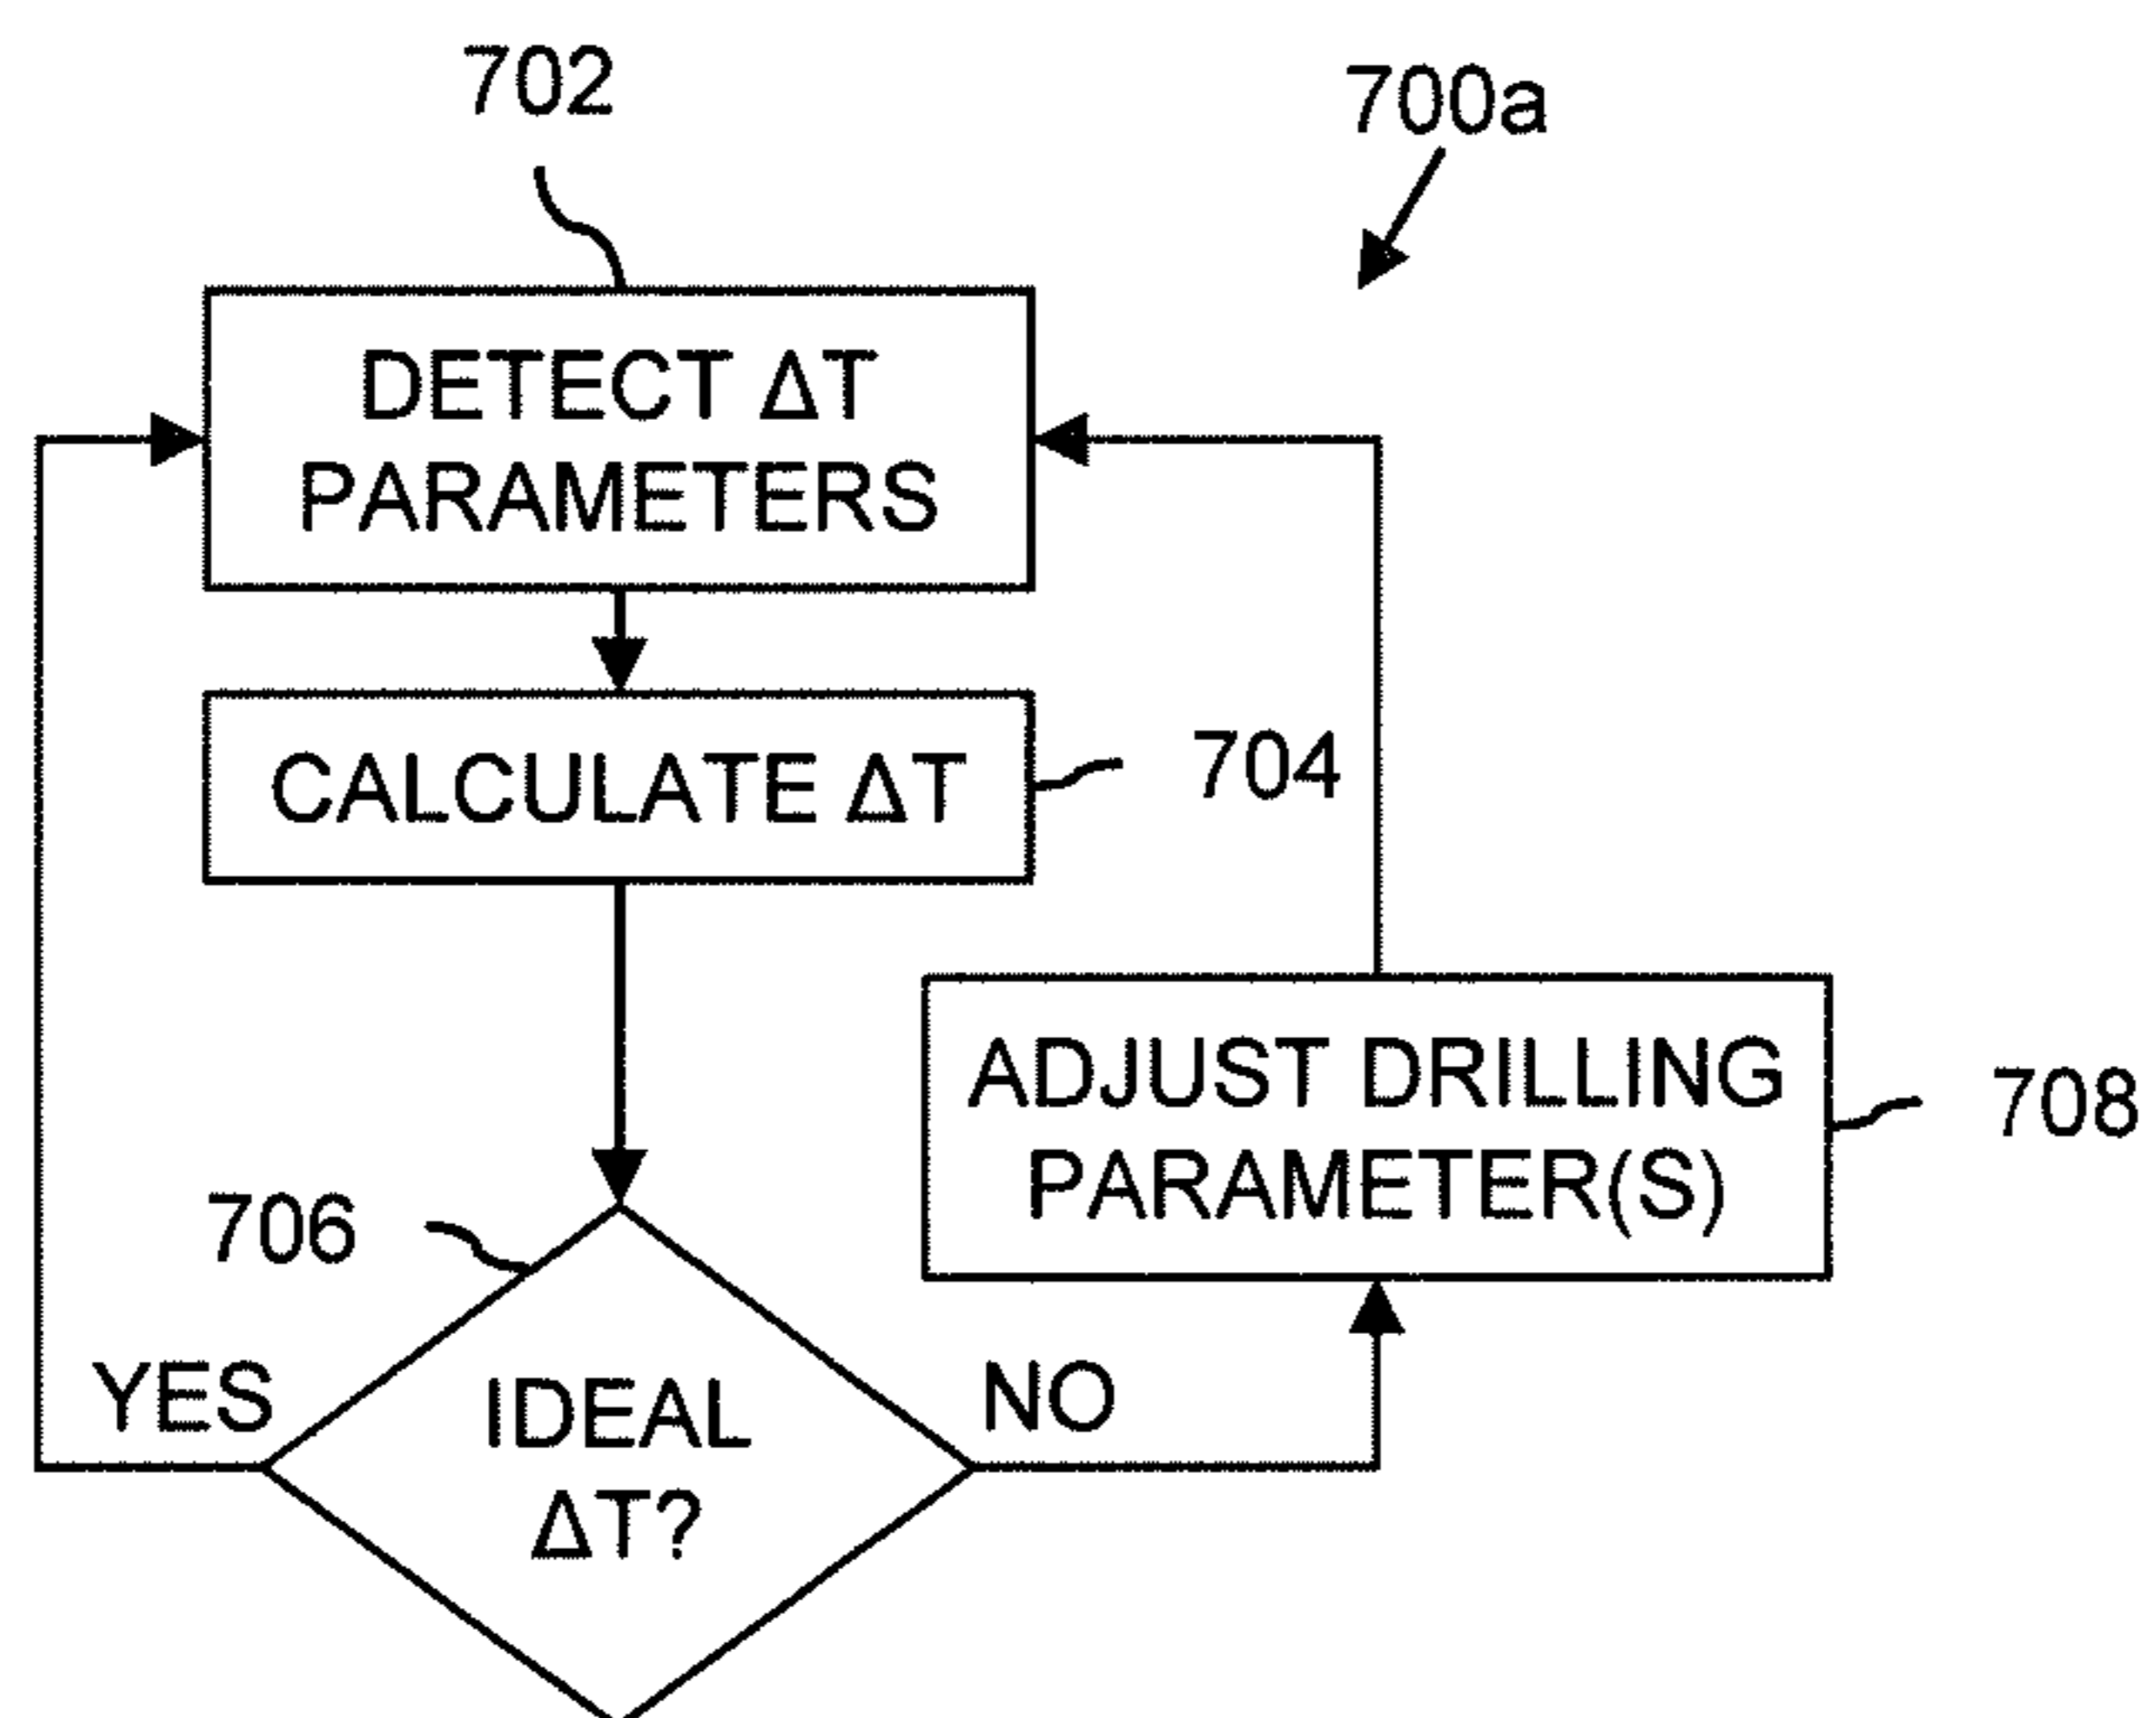 702
700a
DETECT ΔT
PARAMETERS
CALCULATE ΔT
704
ADJUST DRILLING
PARAMETER(S)
708
706
YES
IDEAL
ΔT?
NO